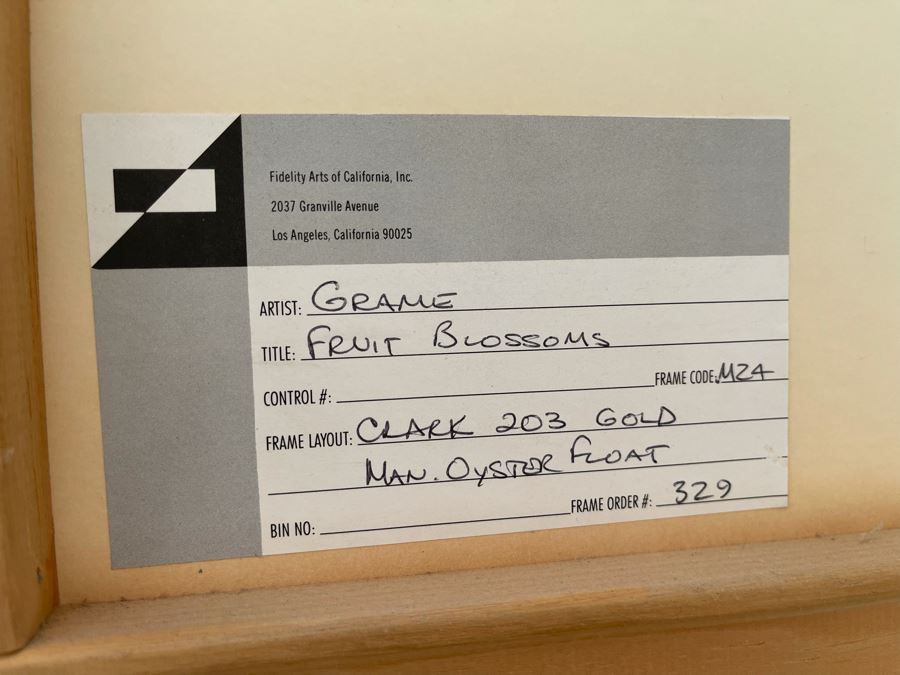 Fidelity Arts of California, Inc.
2037 Granville Avenue
Los Angeles, California 90025
ARTIST: GRAME
TITLE: FRUIT BLOSSOMS
CONTROL #: FRAME CODE: MZ4
FRAME LAYOUT: CLARK 203 GOLD
MAN. OYSTER FLOAT
BIN NO: FRAME ORDER #: 329